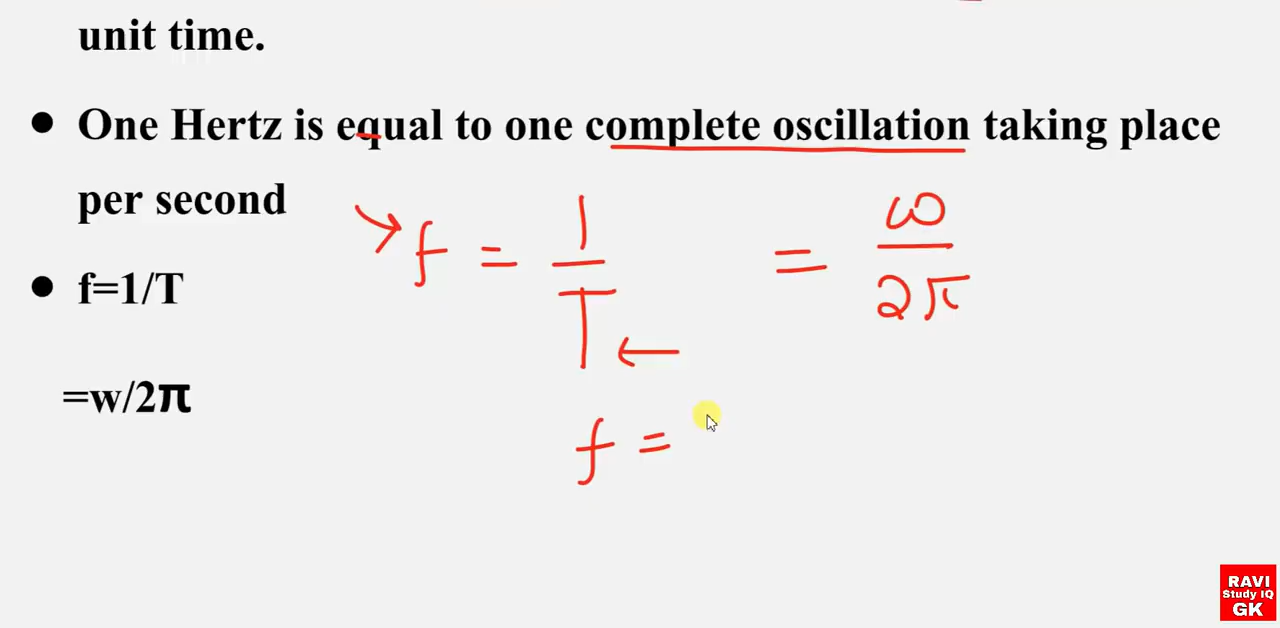 unit time.
• One Hertz is equal to one complete oscillation taking place
per second
f = 1/T = ω/2π
• f=1/T
=w/2π
f =
RAVI
Study IQ
GK